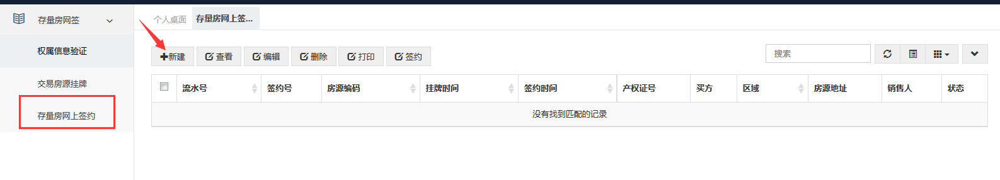 存量房网签
权属信息验证
交易房源挂牌
存量房网上签约
个人桌面
存量房网上签...
新建
查看
编辑
删除
打印
签约
搜索
流水号
签约号
房源编码
挂牌时间
签约时间
产权证号
买方
区域
房源地址
销售人
状态
没有找到匹配的记录